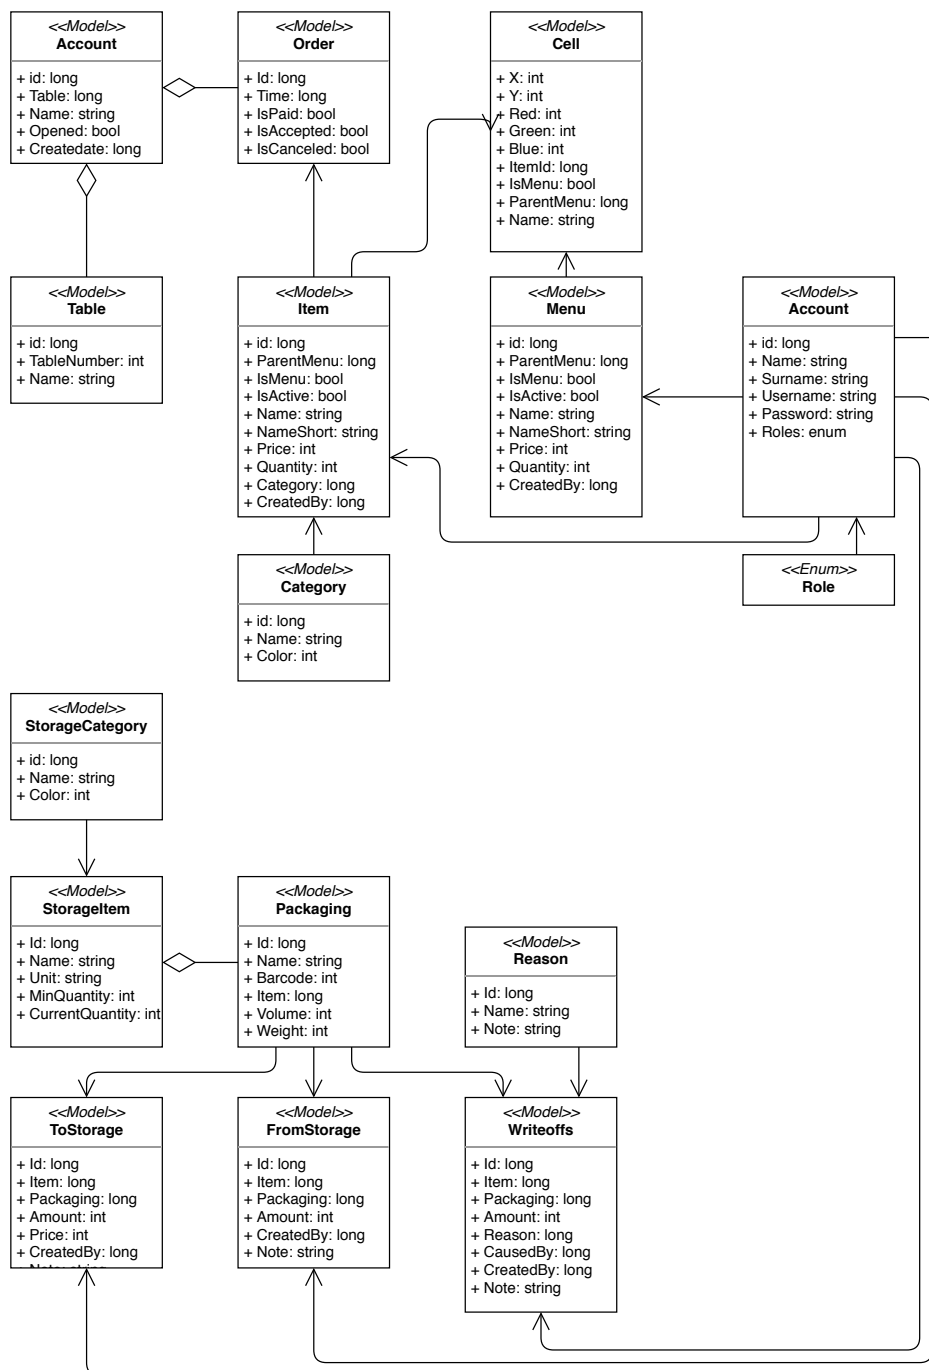 <<Model>>
Account
+ id: long
+ Table: long
+ Name: string
+ Opened: bool
+ Createdate: long
<<Model>>
Order
+ Id: long
+ Time: long
+ IsPaid: bool
+ IsAccepted: bool
+ IsCanceled: bool
<<Model>>
Cell
+ X: int
+ Y: int
+ Red: int
+ Green: int
+ Blue: int
+ ItemId: long
+ IsMenu: bool
+ ParentMenu: long
+ Name: string
<<Model>>
Table
+ id: long
+ TableNumber: int
+ Name: string
<<Model>>
Item
+ id: long
+ ParentMenu: long
+ IsMenu: bool
+ IsActive: bool
+ Name: string
+ NameShort: string
+ Price: int
+ Quantity: int
+ Category: long
+ CreatedBy: long
<<Model>>
Menu
+ id: long
+ ParentMenu: long
+ IsMenu: bool
+ IsActive: bool
+ Name: string
+ NameShort: string
+ Price: int
+ Quantity: int
+ CreatedBy: long
<<Model>>
Account
+ id: long
+ Name: string
+ Surname: string
+ Username: string
+ Password: string
+ Roles: enum
<<Model>>
Category
+ id: long
+ Name: string
+ Color: int
<<Enum>>
Role
<<Model>>
StorageCategory
+ id: long
+ Name: string
+ Color: int
<<Model>>
StorageItem
+ Id: long
+ Name: string
+ Unit: string
+ MinQuantity: int
+ CurrentQuantity: int
<<Model>>
Packaging
+ Id: long
+ Name: string
+ Barcode: int
+ Item: long
+ Volume: int
+ Weight: int
<<Model>>
Reason
+ Id: long
+ Name: string
+ Note: string
<<Model>>
ToStorage
+ Id: long
+ Item: long
+ Packaging: long
+ Amount: int
+ Price: int
+ CreatedBy: long
<<Model>>
FromStorage
+ Id: long
+ Item: long
+ Packaging: long
+ Amount: int
+ CreatedBy: long
+ Note: string
<<Model>>
Writeoffs
+ Id: long
+ Item: long
+ Packaging: long
+ Amount: int
+ Reason: long
+ CausedBy: long
+ CreatedBy: long
+ Note: string